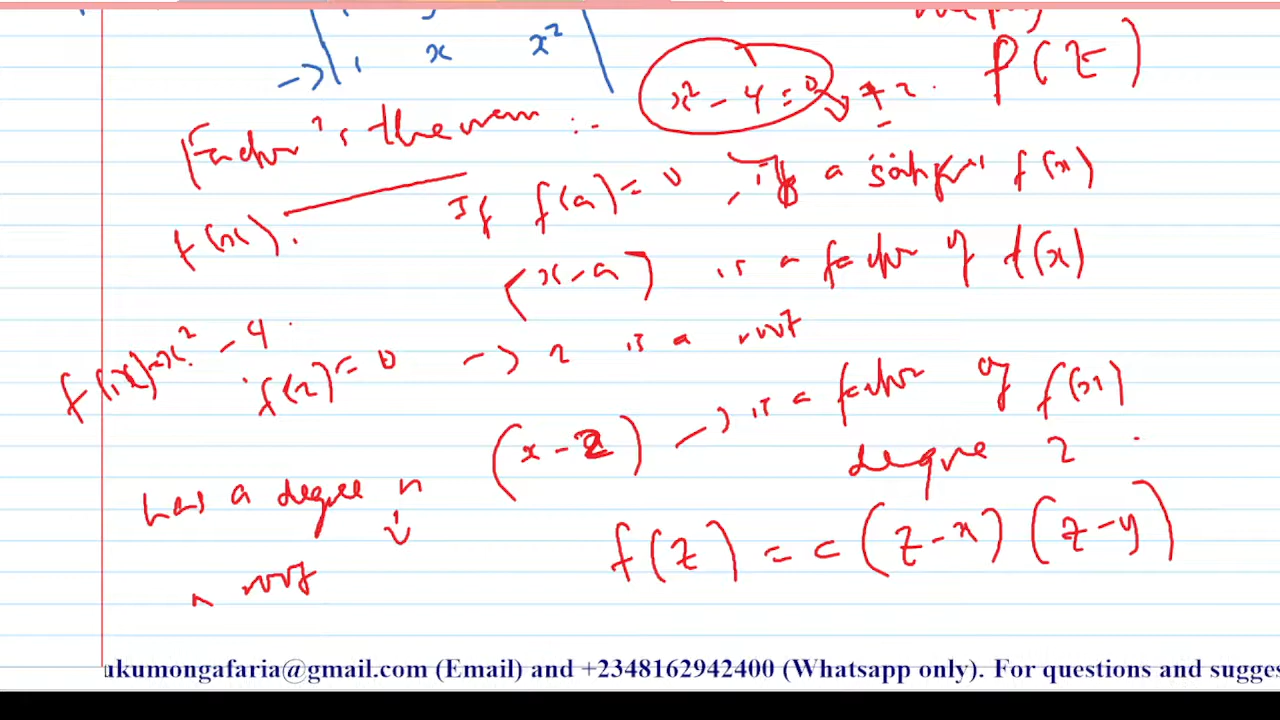 1 x x²
P(z)
x² - 4 = 0 → ± 2.
Factor's theorem :-
f(x). If f(a) = 0, if a satisfies f(x)
(x - a) is a factor of f(x)
f(x) = x² - 4
f(2) = 0 → 2 is a root
(x - 2) → is a factor of f(x)
has a degree n
degree 2
n root
f(z) = c(z - x)(z - y)
ukumongafaria@gmail.com (Email) and +2348162942400 (Whatsapp only). For questions and sugges